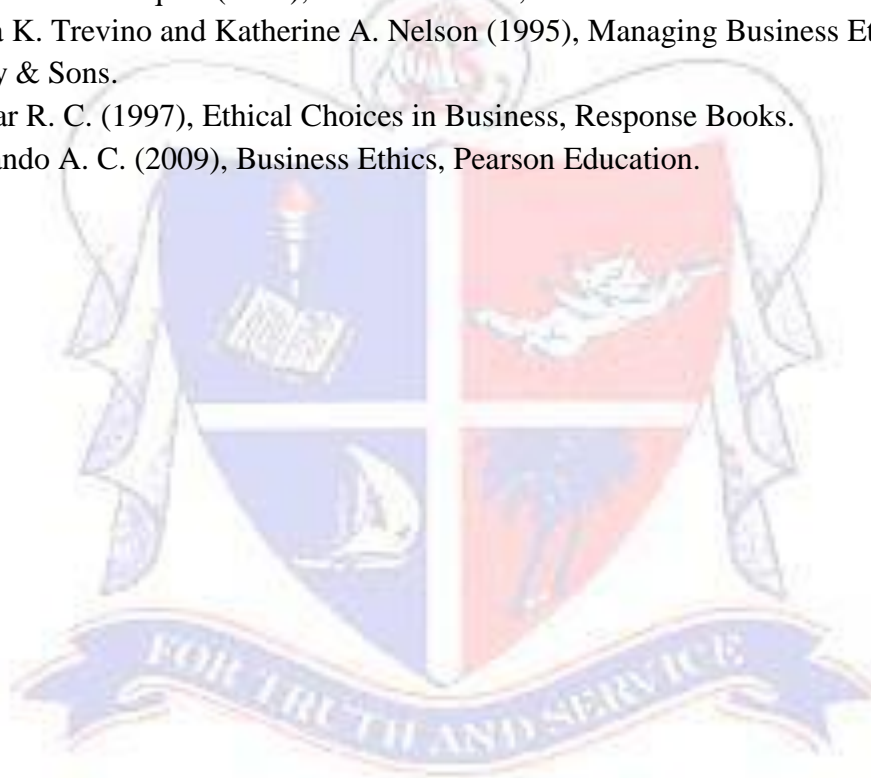 a K. Trevino and Katherine A. Nelson (1995), Managing Business Et
y & Sons.
ar R. C. (1997), Ethical Choices in Business, Response Books.
ando A. C. (2009), Business Ethics, Pearson Education.
FOR TRUTH AND SERVICE